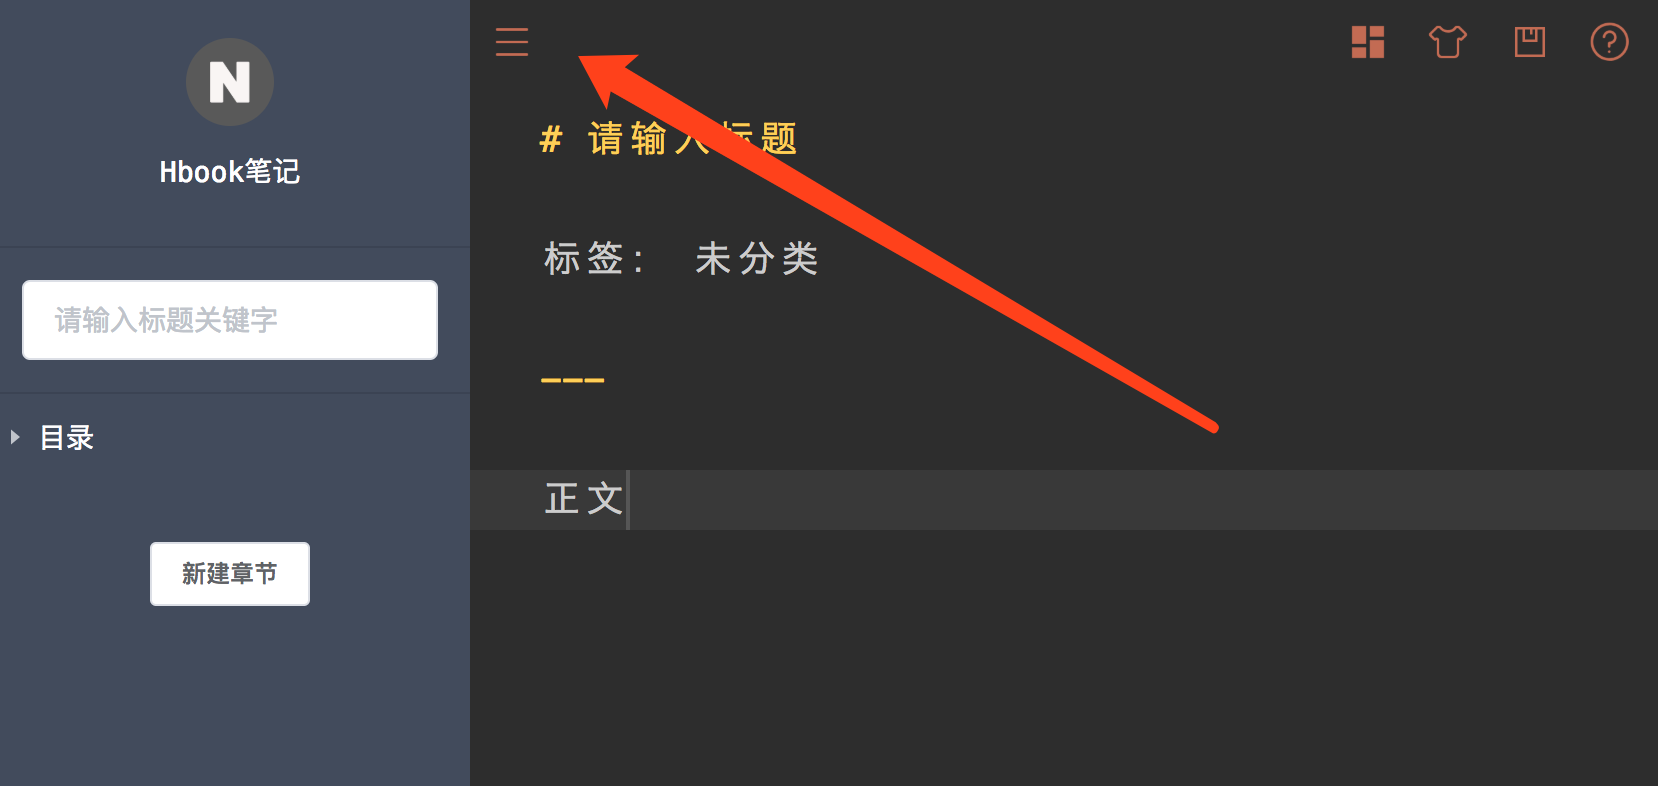 N
Hbook笔记
请输入标题关键字
目录
新建章节
# 请输入标题
标签： 未分类
---
正文